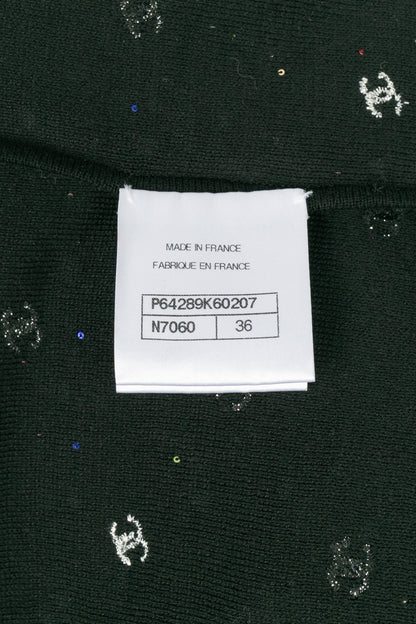 MADE IN FRANCE
FABRIQUE EN FRANCE
P64289K60207
N7060 36